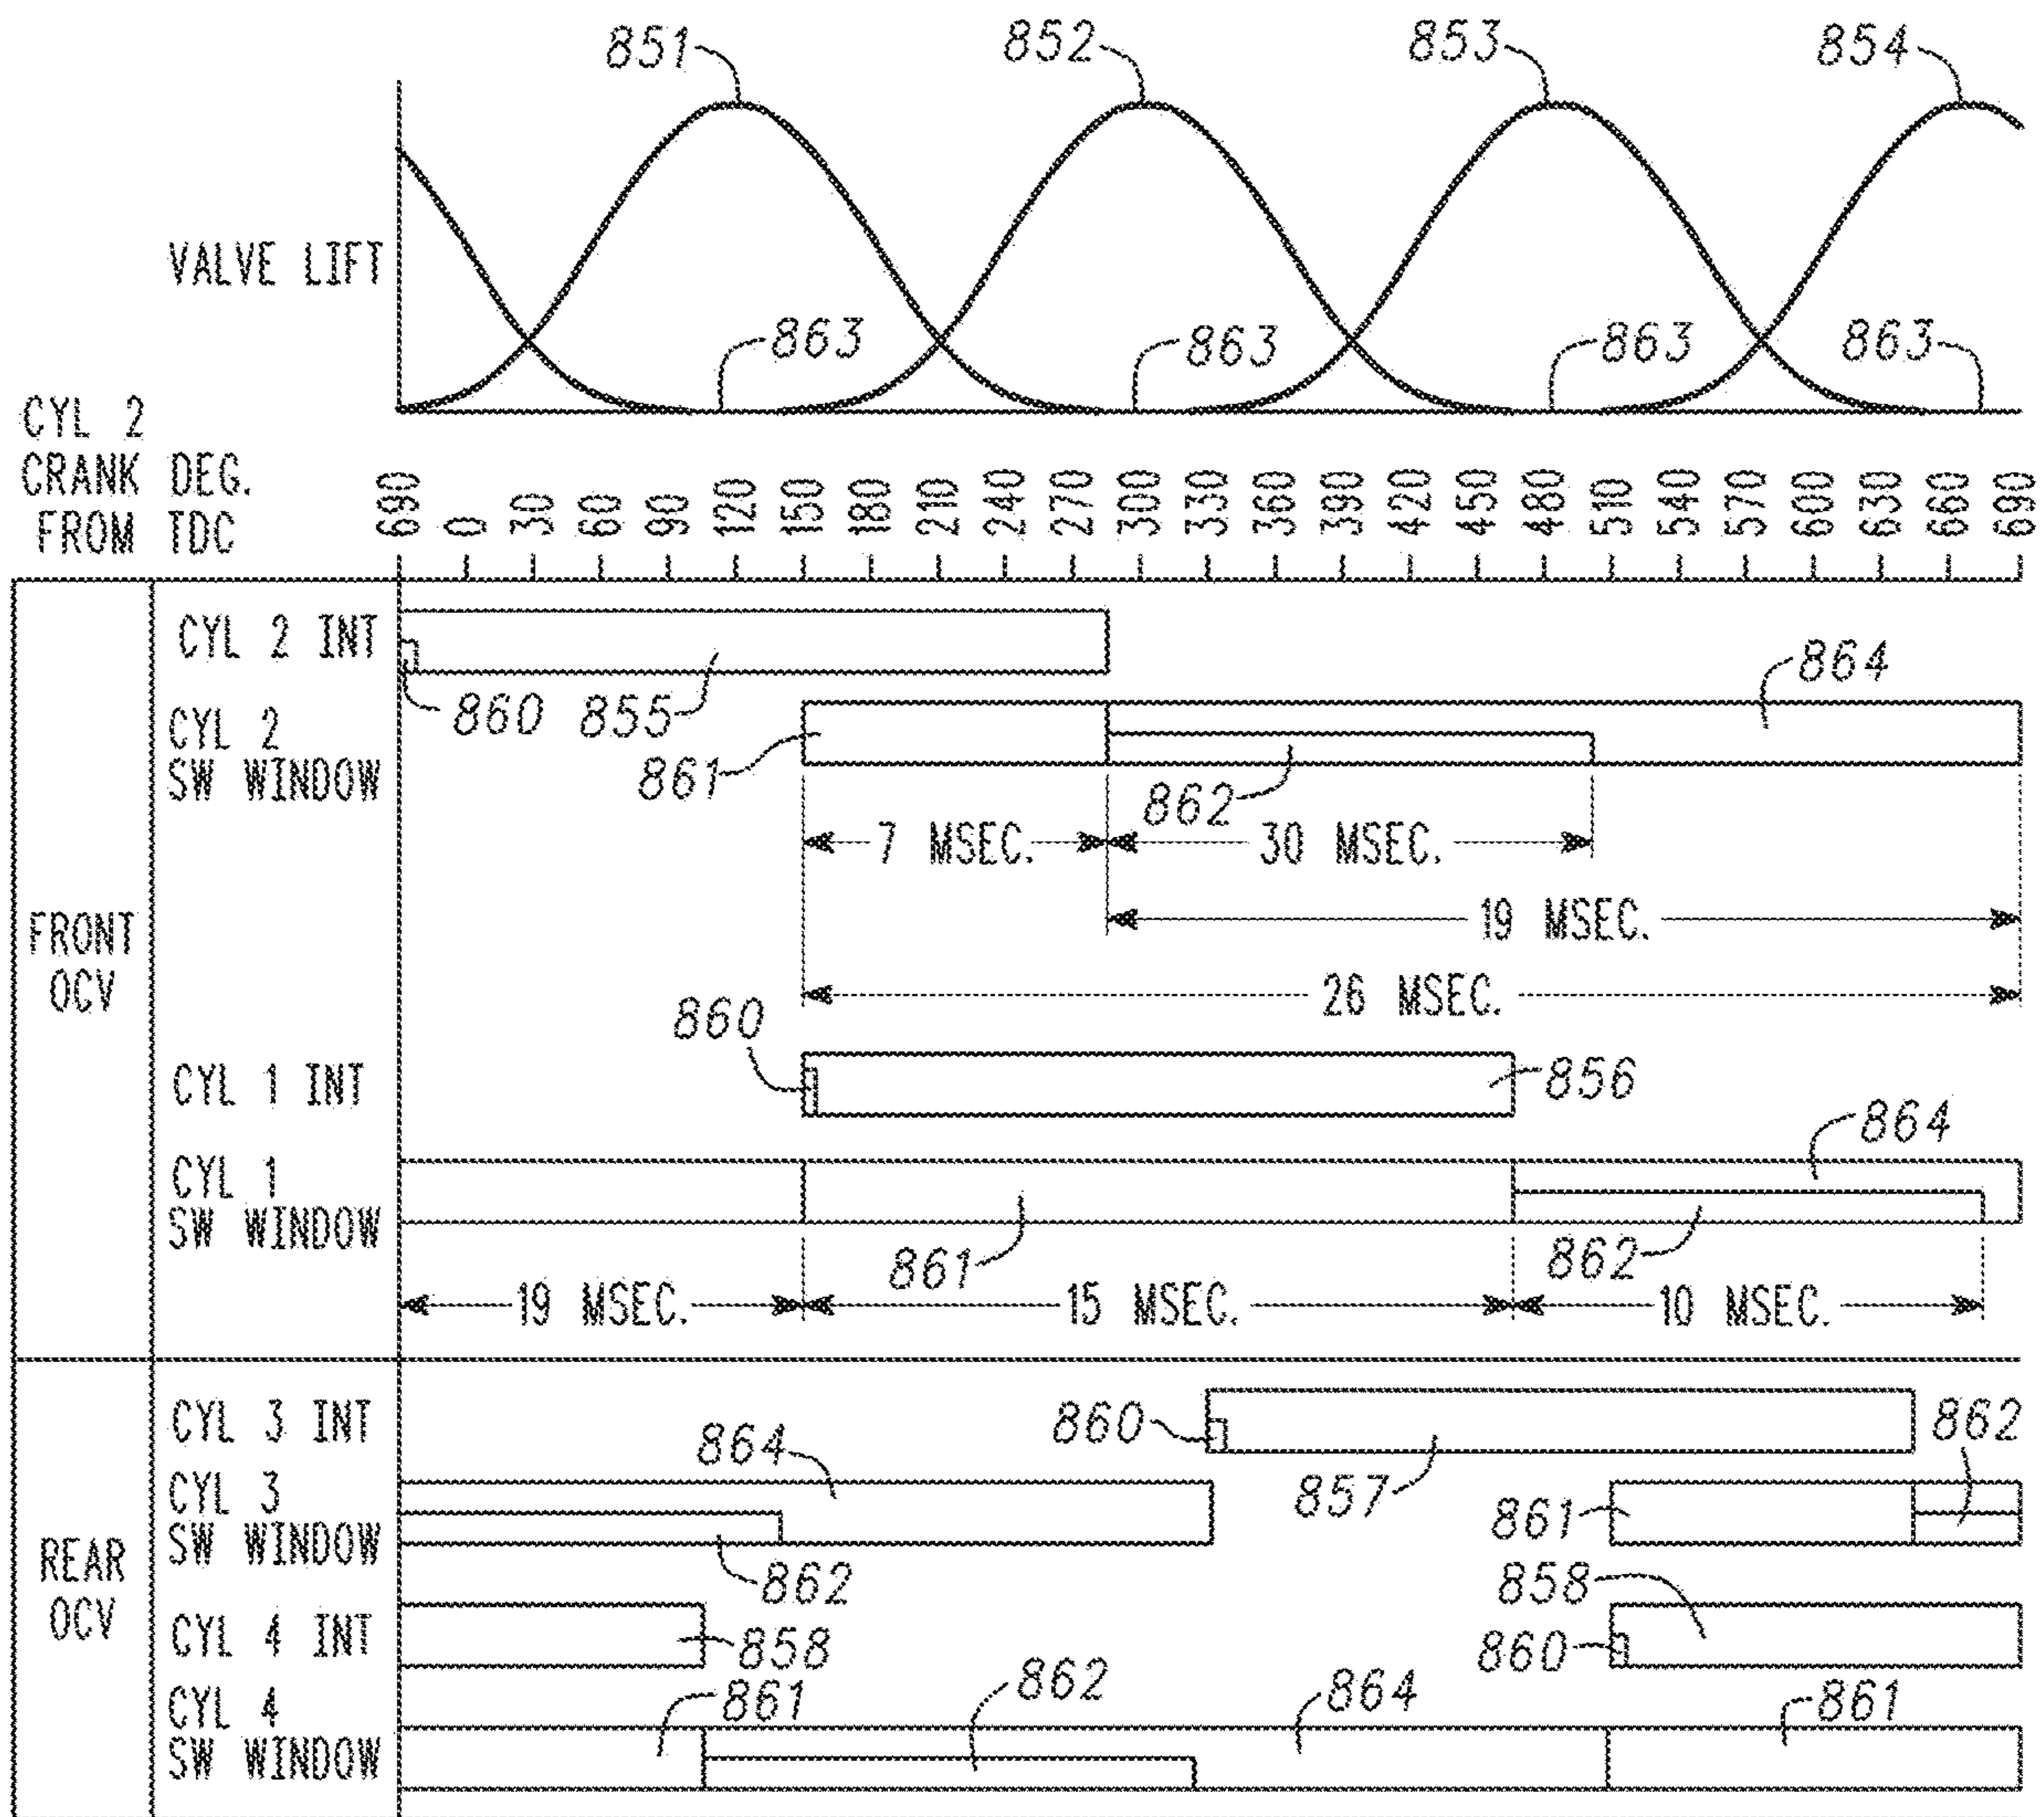 851
852
853
854
VALVE LIFT
863
863
863
863
CYL 2
CRANK DEG.
FROM TDC
690 0 30 60 90 120 150 180 210 240 270 300 330 360 390 420 450 480 510 540 570 600 630 660 690
FRONT
OCV
CYL 2 INT
860
855
864
CYL 2
SW WINDOW
861
862
7 MSEC.
30 MSEC.
19 MSEC.
26 MSEC.
860
CYL 1 INT
856
864
CYL 1
SW WINDOW
861
862
19 MSEC.
15 MSEC.
10 MSEC.
REAR
OCV
CYL 3 INT
860
857
862
864
CYL 3
SW WINDOW
861
862
858
CYL 4 INT
858
860
CYL 4
SW WINDOW
861
862
864
861